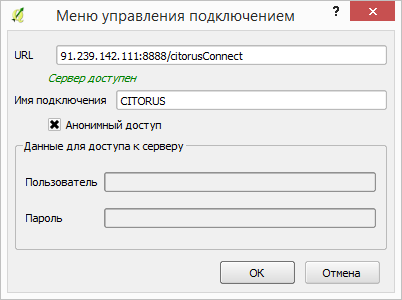 Меню управления подключением
?
URL 91.239.142.111:8888/citorusConnect
Сервер доступен
Имя подключения CITORUS
Анонимный доступ
Данные для доступа к серверу
Пользователь
Пароль
OK Отмена